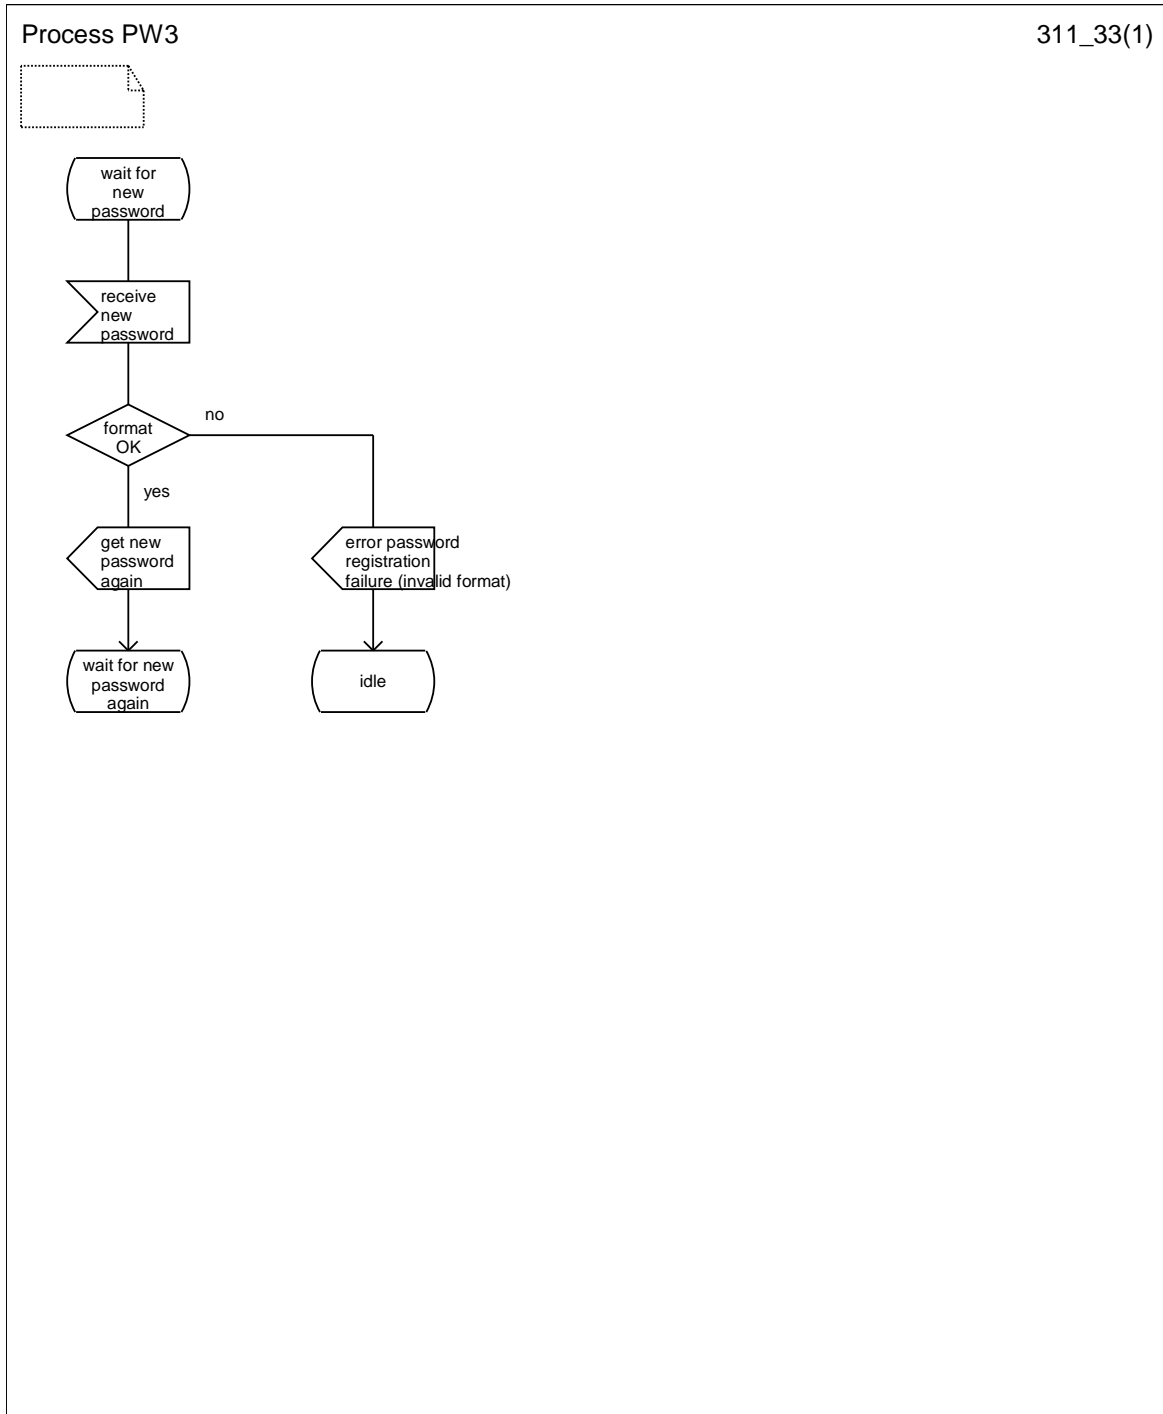 Process PW3
311_33(1)
wait for
new
password
receive
new
password
format
OK
no
yes
get new
password
again
error password
registration
failure (invalid format)
wait for new
password
again
idle